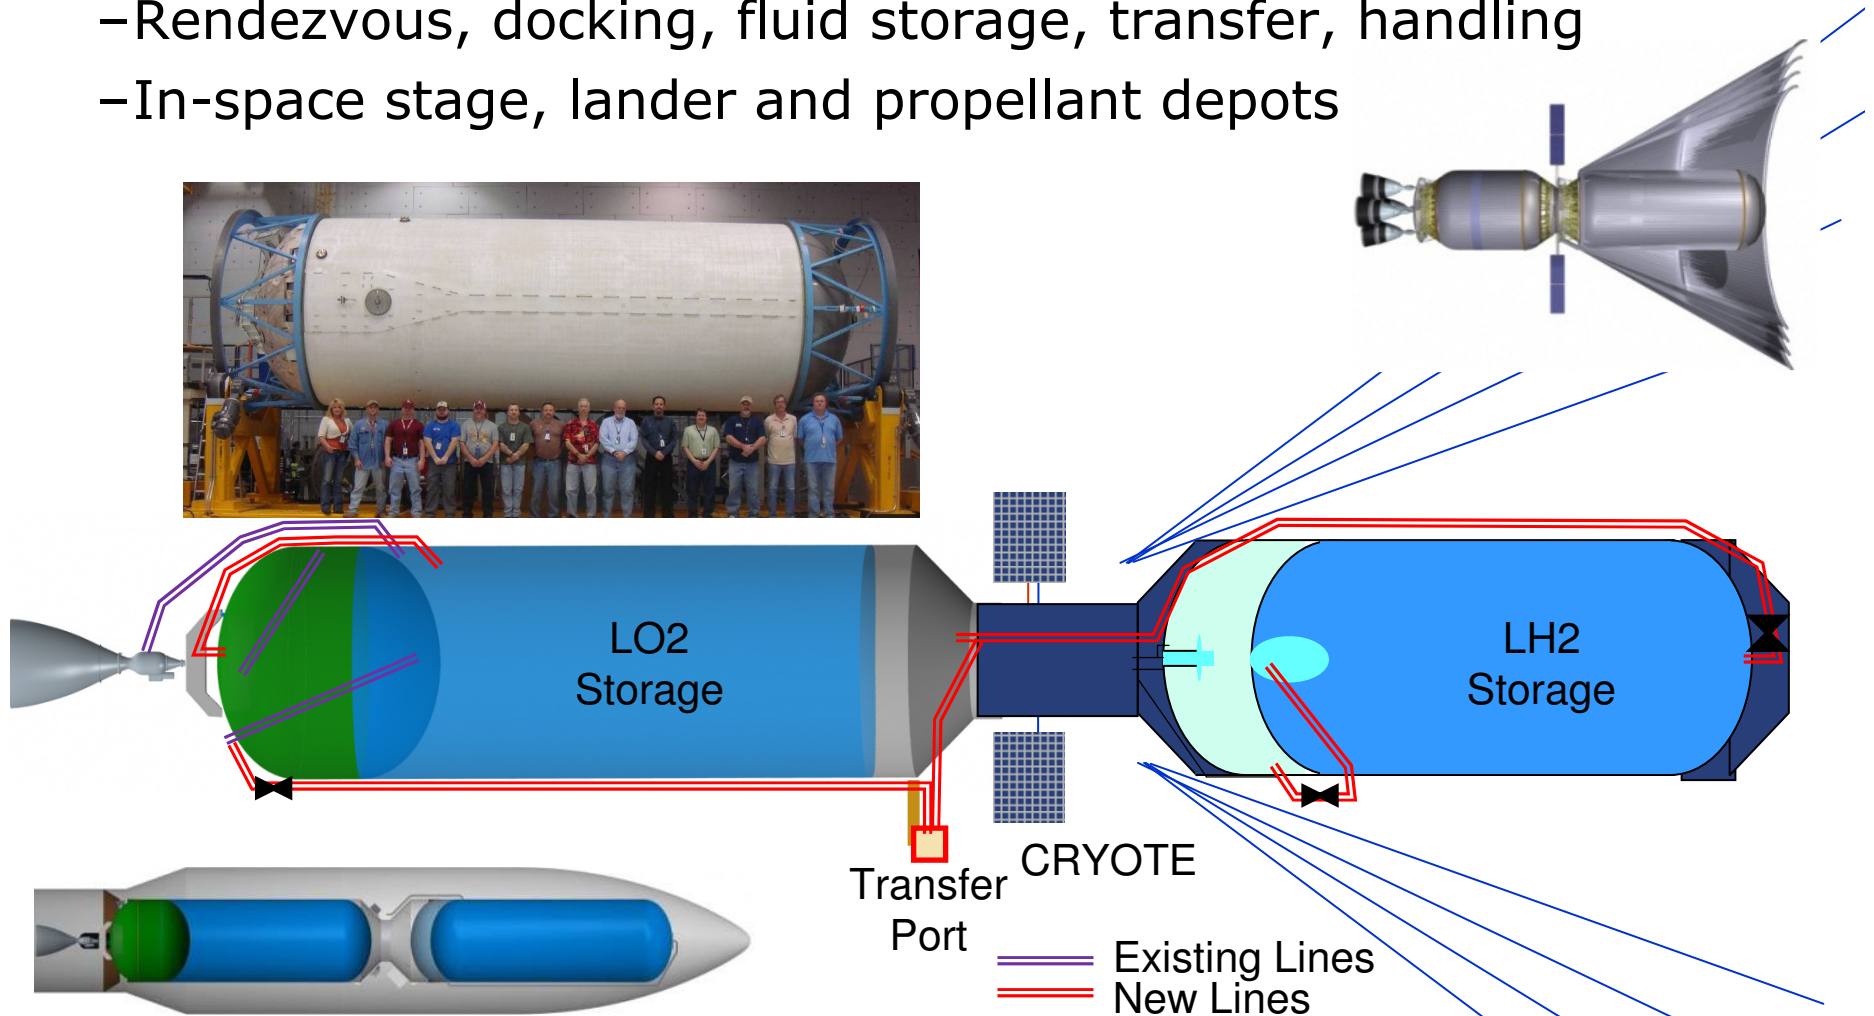 –Rendezvous, docking, fluid storage, transfer, handling
–In-space stage, lander and propellant depots
LO2
Storage
LH2
Storage
CRYOTE
Transfer
Port
Existing Lines
New Lines